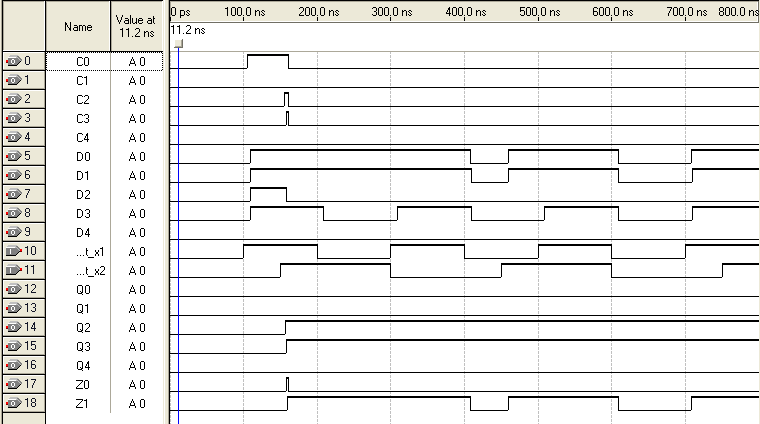 Name
Value at
11.2 ns
0 ps 100.0 ns 200.0 ns 300.0 ns 400.0 ns 500.0 ns 600.0 ns 700.0 ns 800.0 ns
11.2 ns
0 C0 A 0
1 C1 A 0
2 C2 A 0
3 C3 A 0
4 C4 A 0
5 D0 A 0
6 D1 A 0
7 D2 A 0
8 D3 A 0
9 D4 A 0
10 ...t_x1 A 0
11 ...t_x2 A 0
12 Q0 A 0
13 Q1 A 0
14 Q2 A 0
15 Q3 A 0
16 Q4 A 0
17 Z0 A 0
18 Z1 A 0